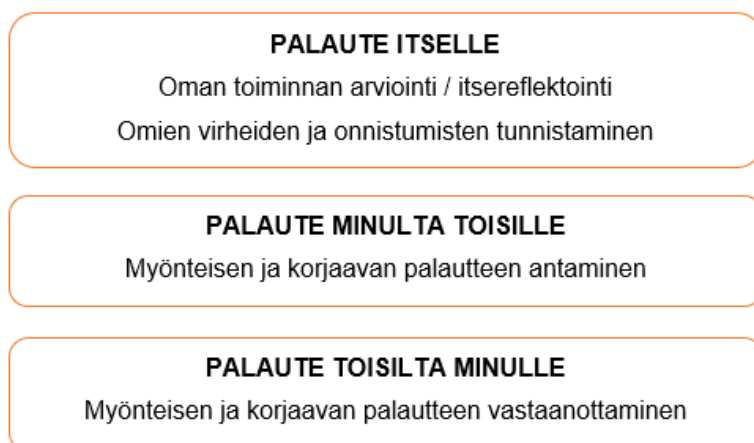 PALAUTE ITSELLE
Oman toiminnan arviointi / itsereflektointi
Omien virheiden ja onnistumisten tunnistaminen
PALAUTE MINULTA TOISILLE
Myönteisen ja korjaavan palautteen antaminen
PALAUTE TOISILTA MINULLE
Myönteisen ja korjaavan palautteen vastaanottaminen